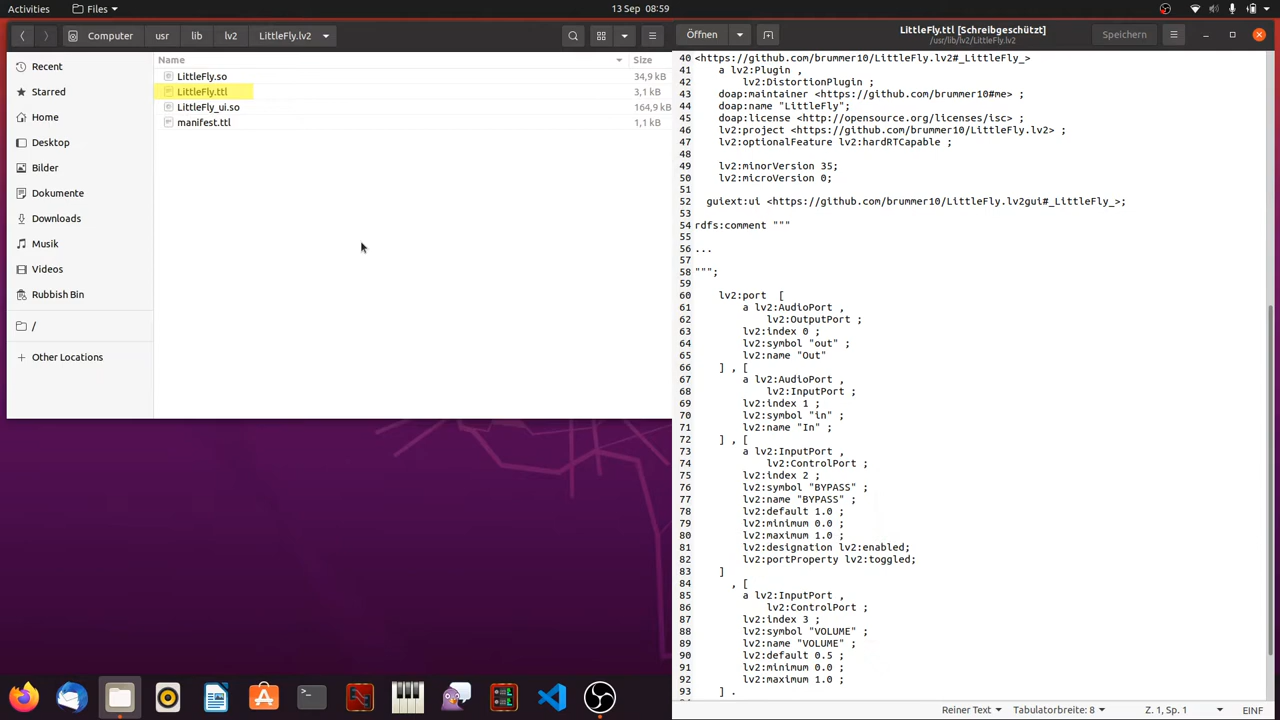 Activities
Files
13 Sep 08:59
Computer
usr
lib
lv2
LittleFly.lv2
Öffnen
LittleFly.ttl [Schreibgeschützt]
/usr/lib/lv2/LittleFly.lv2
Speichern
Name
Size
Recent
Starred
Home
Desktop
Bilder
Dokumente
Downloads
Musik
Videos
Rubbish Bin
/
+ Other Locations
LittleFly.so 34,9 kB
LittleFly.ttl 3,1 kB
LittleFly_ui.so 164,9 kB
manifest.ttl 1,1 kB
40 <https://github.com/brummer10/LittleFly.lv2#_LittleFly_>
41 a lv2:Plugin ,
42 lv2:DistortionPlugin ;
43 doap:maintainer <https://github.com/brummer10#me> ;
44 doap:name "LittleFly";
45 doap:license <http://opensource.org/licenses/isc> ;
46 lv2:project <https://github.com/brummer10/LittleFly.lv2> ;
47 lv2:optionalFeature lv2:hardRTCapable ;
48
49 lv2:minorVersion 35;
50 lv2:microVersion 0;
51
52 guiext:ui <https://github.com/brummer10/LittleFly.lv2gui#_LittleFly_>;
53
54 rdfs:comment """
55
56 ...
57
58 """;
59
60 lv2:port [
61 a lv2:AudioPort ,
62 lv2:OutputPort ;
63 lv2:index 0 ;
64 lv2:symbol "out" ;
65 lv2:name "Out"
66 ] , [
67 a lv2:AudioPort ,
68 lv2:InputPort ;
69 lv2:index 1 ;
70 lv2:symbol "in" ;
71 lv2:name "In" ;
72 ] , [
73 a lv2:InputPort ,
74 lv2:ControlPort ;
75 lv2:index 2 ;
76 lv2:symbol "BYPASS" ;
77 lv2:name "BYPASS" ;
78 lv2:default 1.0 ;
79 lv2:minimum 0.0 ;
80 lv2:maximum 1.0 ;
81 lv2:designation lv2:enabled;
82 lv2:portProperty lv2:toggled;
83 ]
84 , [
85 a lv2:InputPort ,
86 lv2:ControlPort ;
87 lv2:index 3 ;
88 lv2:symbol "VOLUME" ;
89 lv2:name "VOLUME" ;
90 lv2:default 0.5 ;
91 lv2:minimum 0.0 ;
92 lv2:maximum 1.0 ;
93 ] .
Reiner Text
Tabulatorbreite: 8
Z. 1, Sp. 1
EINF